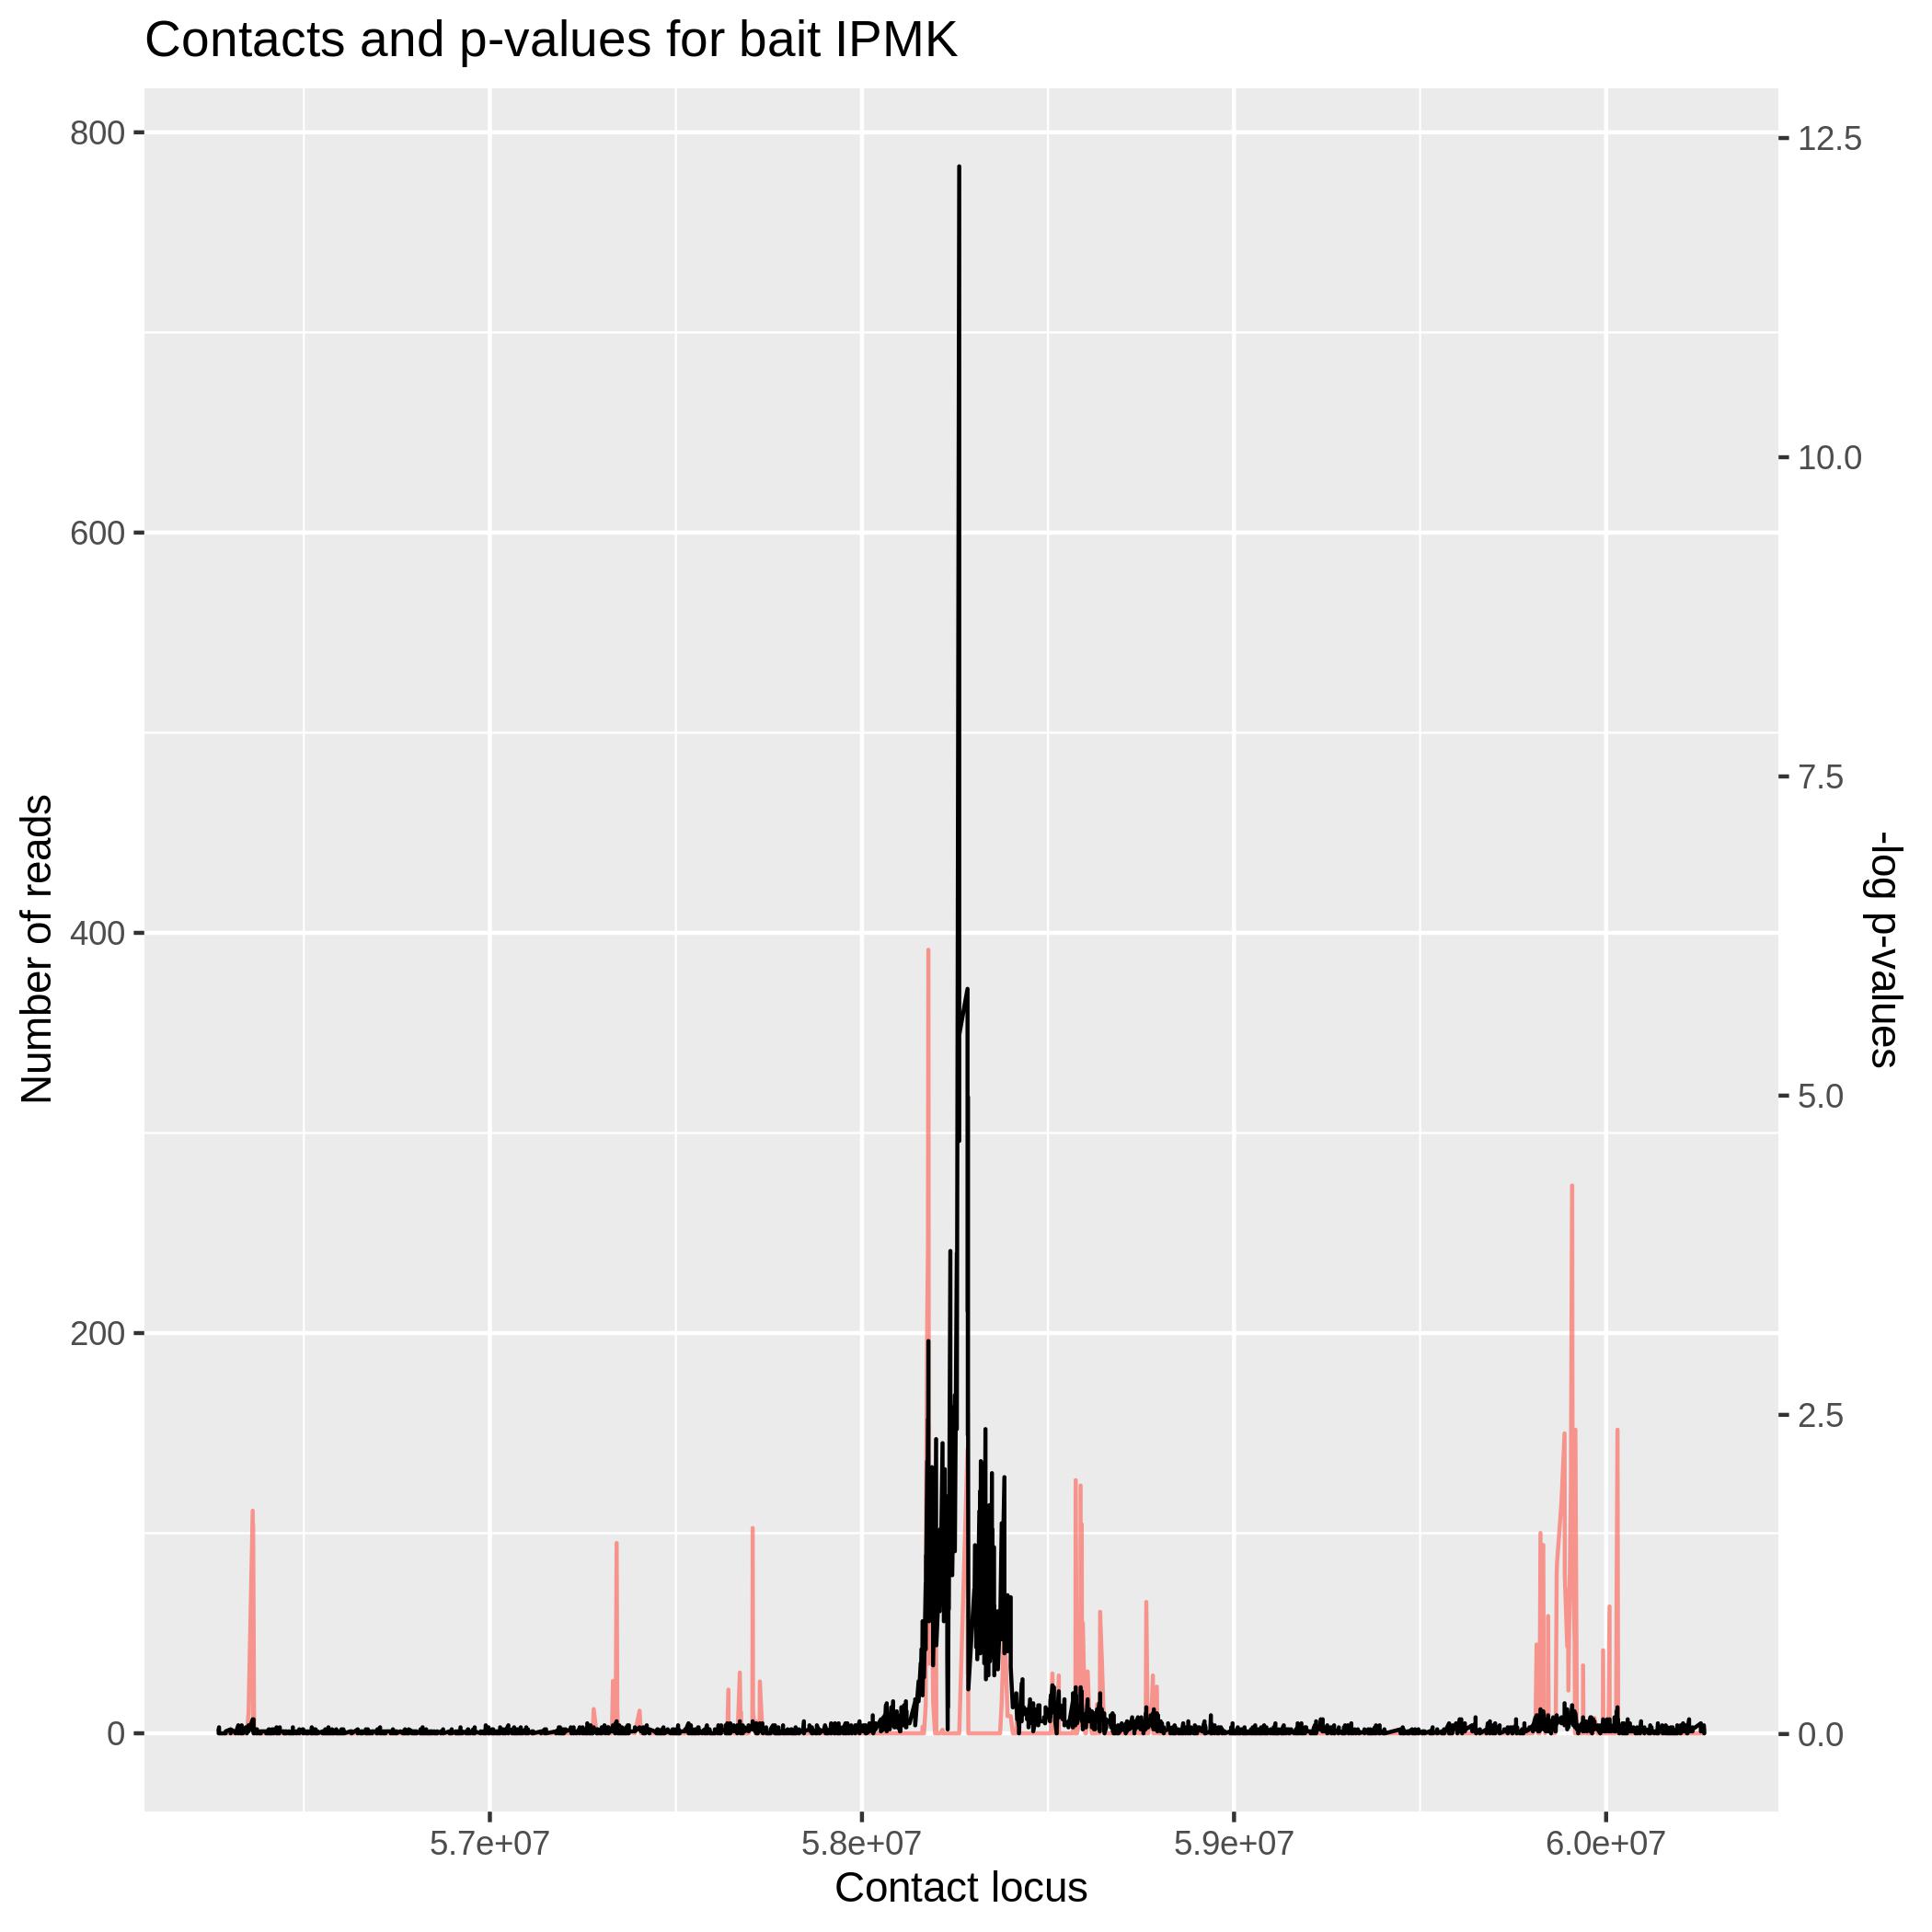 Contacts and p-values for bait IPMK
800
600
400
200
0
Number of reads
12.5
10.0
7.5
5.0
2.5
0.0
-log p-values
5.7e+07
5.8e+07
5.9e+07
6.0e+07
Contact locus